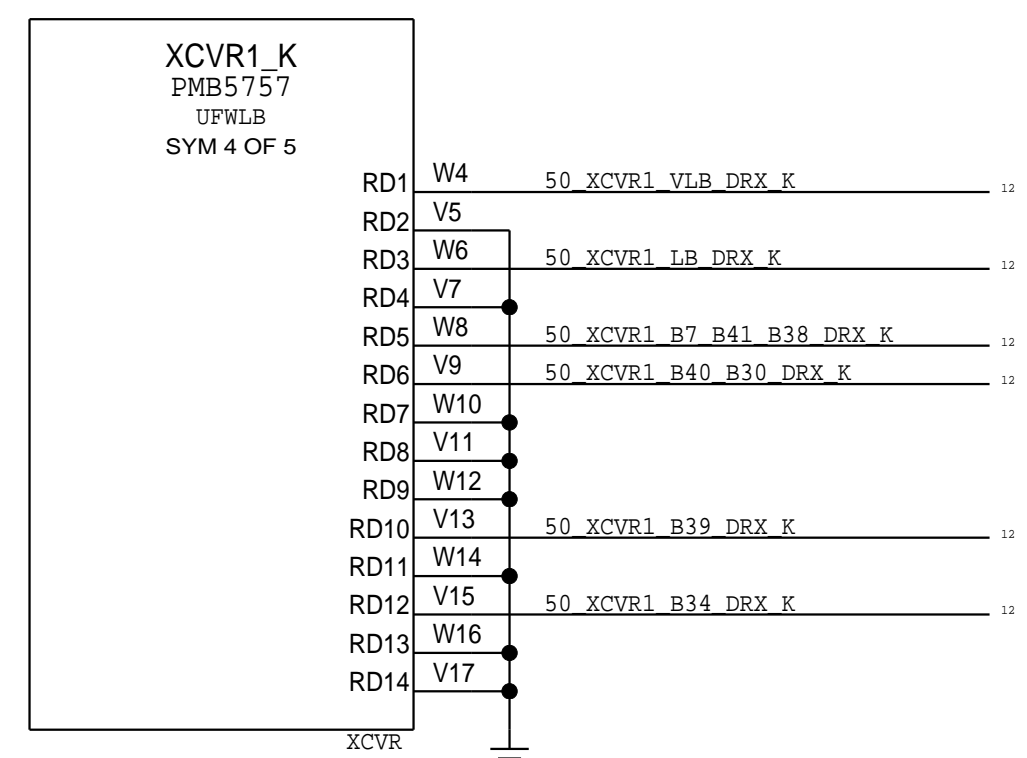 XCVR1_K
PMB5757
UFWLB
SYM 4 OF 5
RD1 W4 50_XCVR1_VLB_DRX_K 12
RD2 V5
RD3 W6 50_XCVR1_LB_DRX_K 12
RD4 V7
RD5 W8 50_XCVR1_B7_B41_B38_DRX_K 12
RD6 V9 50_XCVR1_B40_B30_DRX_K 12
RD7 W10
RD8 V11
RD9 W12
RD10 V13 50_XCVR1_B39_DRX_K 12
RD11 W14
RD12 V15 50_XCVR1_B34_DRX_K 12
RD13 W16
RD14 V17
XCVR